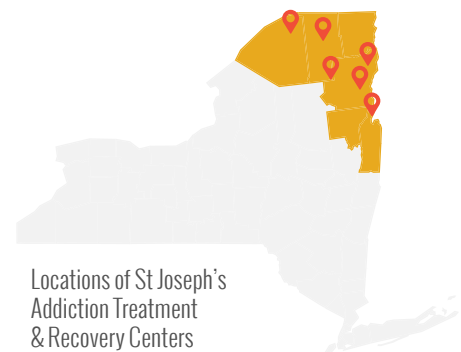 Locations of St Joseph's
Addiction Treatment
& Recovery Centers